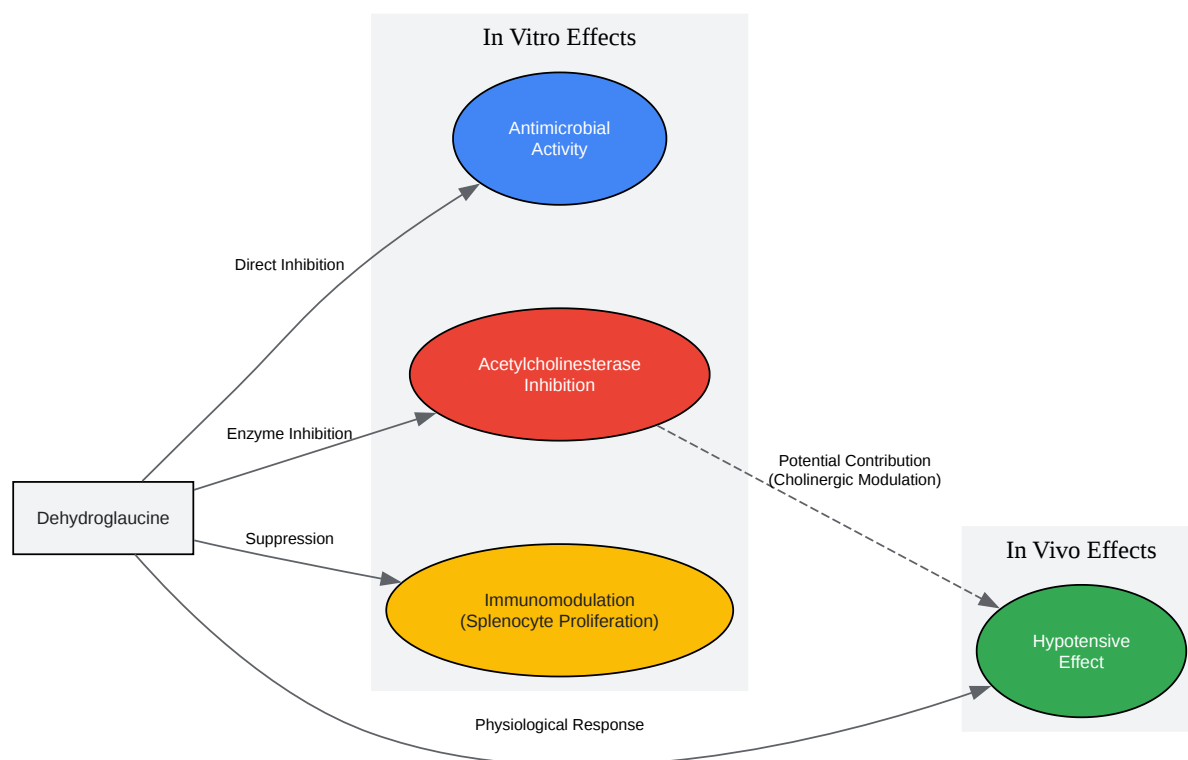 In Vitro Effects
Antimicrobial
Activity
Direct Inhibition
Acetylcholinesterase
Inhibition
Enzyme Inhibition
Potential Contribution
(Cholinergic Modulation)
Dehydroglaucine
Suppression
In Vivo Effects
Immunomodulation
(Splenocyte Proliferation)
Hypotensive
Effect
Physiological Response